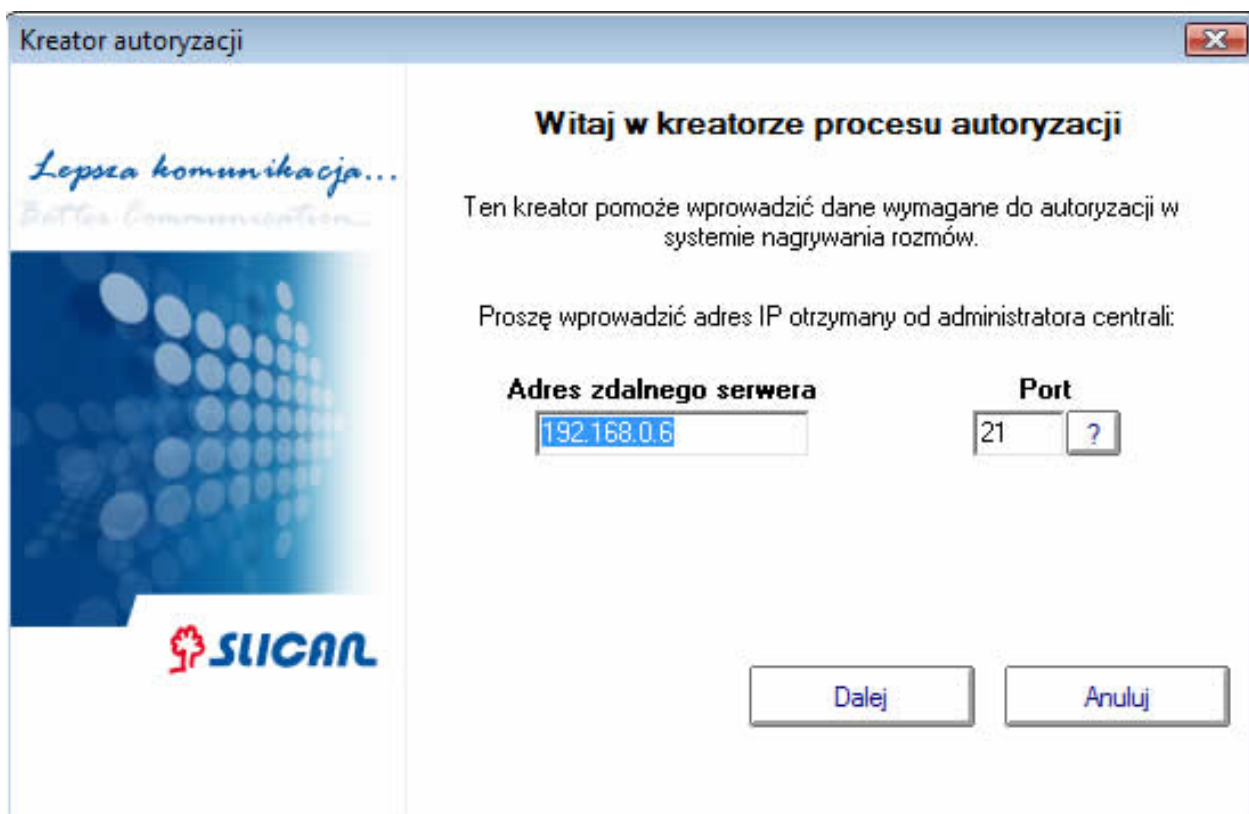 Kreator autoryzacji
Witaj w kreatorze procesu autoryzacji
Lepsza komunikacja...
Better Communication...
Ten kreator pomoże wprowadzić dane wymagane do autoryzacji w
systemie nagrywania rozmów.
Proszę wprowadzić adres IP otrzymany od administratora centrali:
Adres zdalnego serwera
Port
192.168.0.6
21
?
SLICAN
Dalej
Anuluj